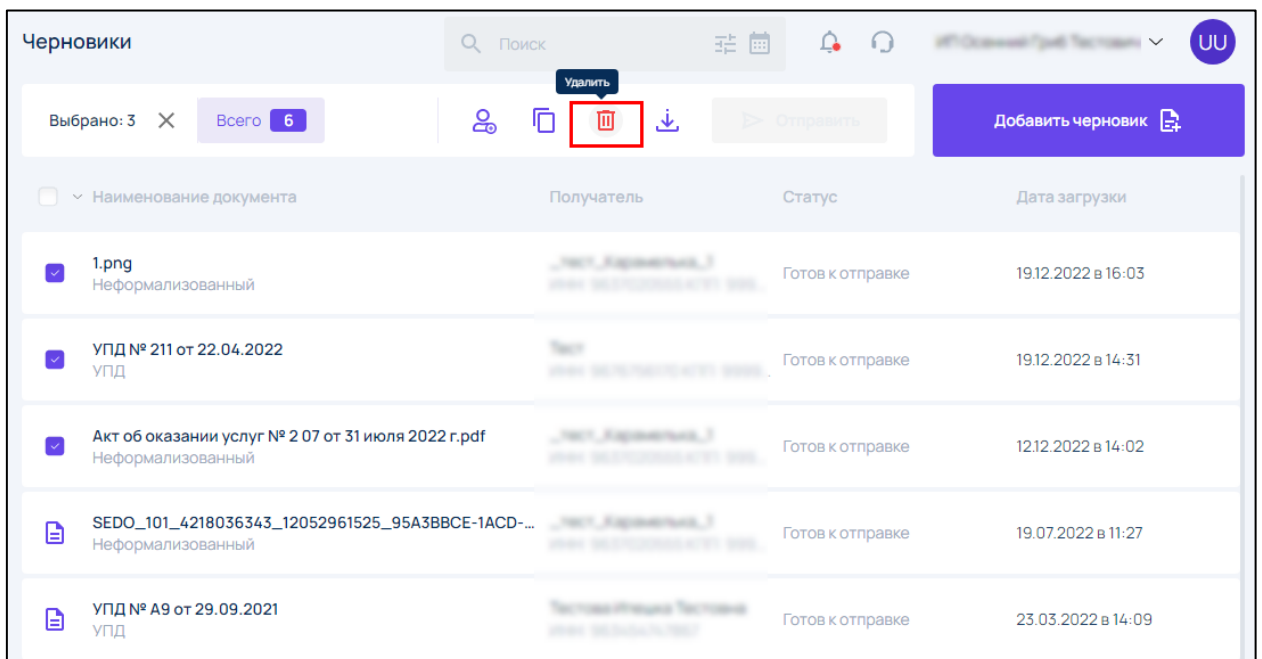 Черновики
Поиск
UU
Удалить
Выбрано: 3
Всего 6
Отправить
Добавить черновик
Наименование документа Получатель Статус Дата загрузки
1.png
Неформализованный
Готов к отправке
19.12.2022 в 16:03
УПД № 211 от 22.04.2022
УПД
Готов к отправке
19.12.2022 в 14:31
Акт об оказании услуг № 2 07 от 31 июля 2022 г.pdf
Неформализованный
Готов к отправке
12.12.2022 в 14:02
SEDO_101_4218036343_12052961525_95A3BBCE-1ACD-...
Неформализованный
Готов к отправке
19.07.2022 в 11:27
УПД № А9 от 29.09.2021
УПД
Готов к отправке
23.03.2022 в 14:09